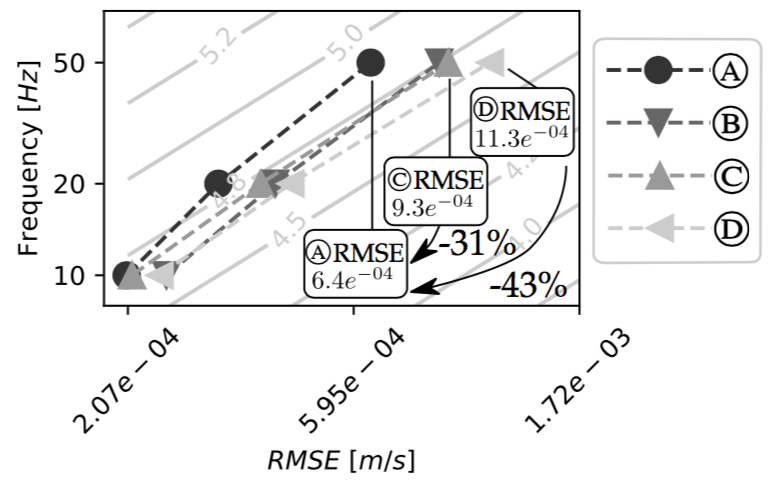 5.2
5.0
4.8
4.5
4.0
Frequency [Hz]
50
20
10
ⒹRMSE
11.3e⁻⁰⁴
ⒸRMSE
9.3e⁻⁰⁴
ⒶRMSE
6.4e⁻⁰⁴
-31%
-43%
2.07e − 04
5.95e − 04
1.72e − 03
RMSE [m/s]
Ⓐ
Ⓑ
Ⓒ
Ⓓ